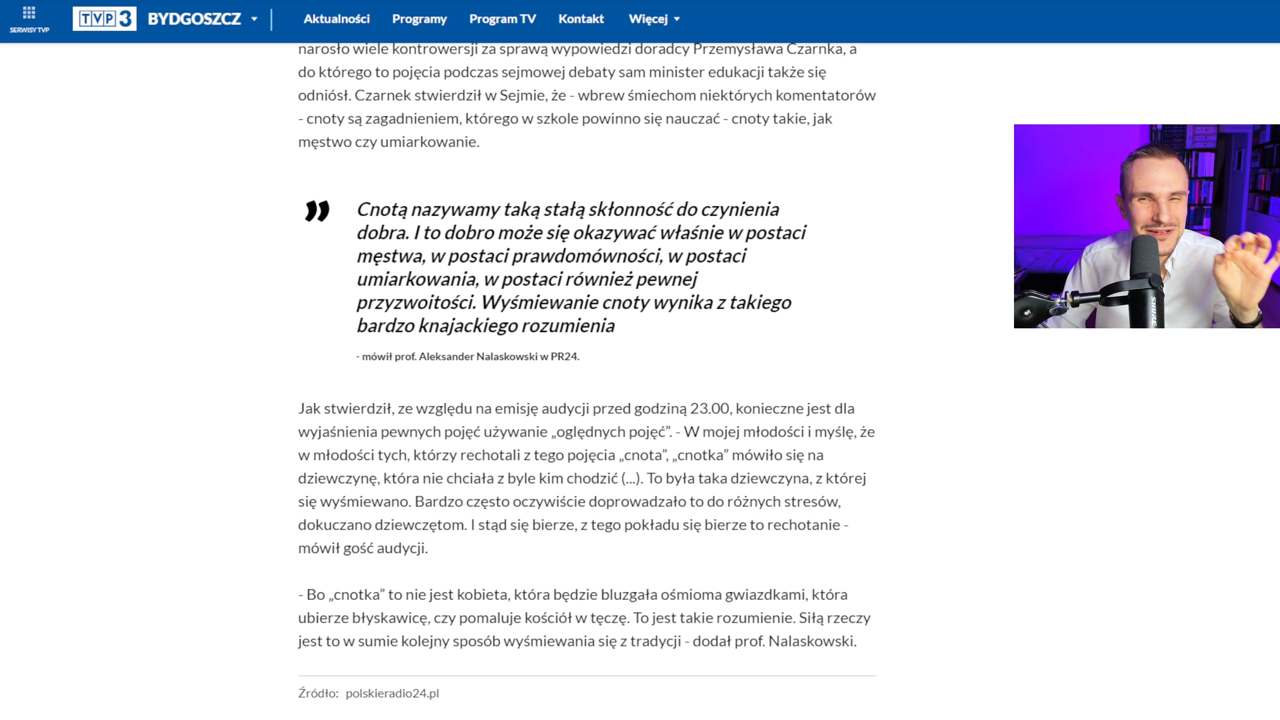 SERWISY TVP
TVP3 BYDGOSZCZ
Aktualności Programy Program TV Kontakt Więcej
narosło wiele kontrowersji za sprawą wypowiedzi doradcy Przemysława Czarnka, a
do którego to pojęcia podczas sejmowej debaty sam minister edukacji także się
odniósł. Czarnek stwierdził w Sejmie, że - wbrew śmiechom niektórych komentatorów
- cnoty są zagadnieniem, którego w szkole powinno się nauczać - cnoty takie, jak
męstwo czy umiarkowanie.
” Cnotą nazywamy taką stałą skłonność do czynienia
dobra. I to dobro może się okazywać właśnie w postaci
męstwa, w postaci prawdomówności, w postaci
umiarkowania, w postaci również pewnej
przyzwoitości. Wyśmiewanie cnoty wynika z takiego
bardzo knajackiego rozumienia
- mówił prof. Aleksander Nalaskowski w PR24.
Jak stwierdził, ze względu na emisję audycji przed godziną 23.00, konieczne jest dla
wyjaśnienia pewnych pojęć używanie „oględnych pojęć”. - W mojej młodości i myślę, że
w młodości tych, którzy rechotali z tego pojęcia „cnota”, „cnotka” mówiło się na
dziewczynę, która nie chciała z byle kim chodzić (...). To była taka dziewczyna, z której
się wyśmiewano. Bardzo często oczywiście doprowadzało to do różnych stresów,
dokuczano dziewczętom. I stąd się bierze, z tego pokładu się bierze to rechotanie -
mówił gość audycji.
- Bo „cnotka” to nie jest kobieta, która będzie bluzgała ośmioma gwiazdkami, która
ubierze błyskawicę, czy pomaluje kościół w tęczę. To jest takie rozumienie. Siłą rzeczy
jest to w sumie kolejny sposób wyśmiewania się z tradycji - dodał prof. Nalaskowski.
Źródło: polskieradio24.pl
SHURE